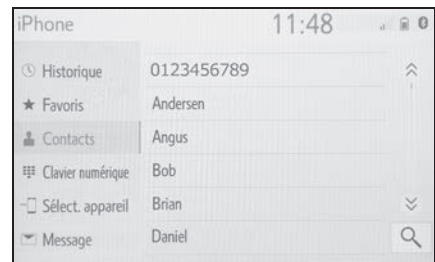 iPhone 11:48
Historique
Favoris
Contacts
Clavier numérique
Sélect. appareil
Message
0123456789
Andersen
Angus
Bob
Brian
Daniel